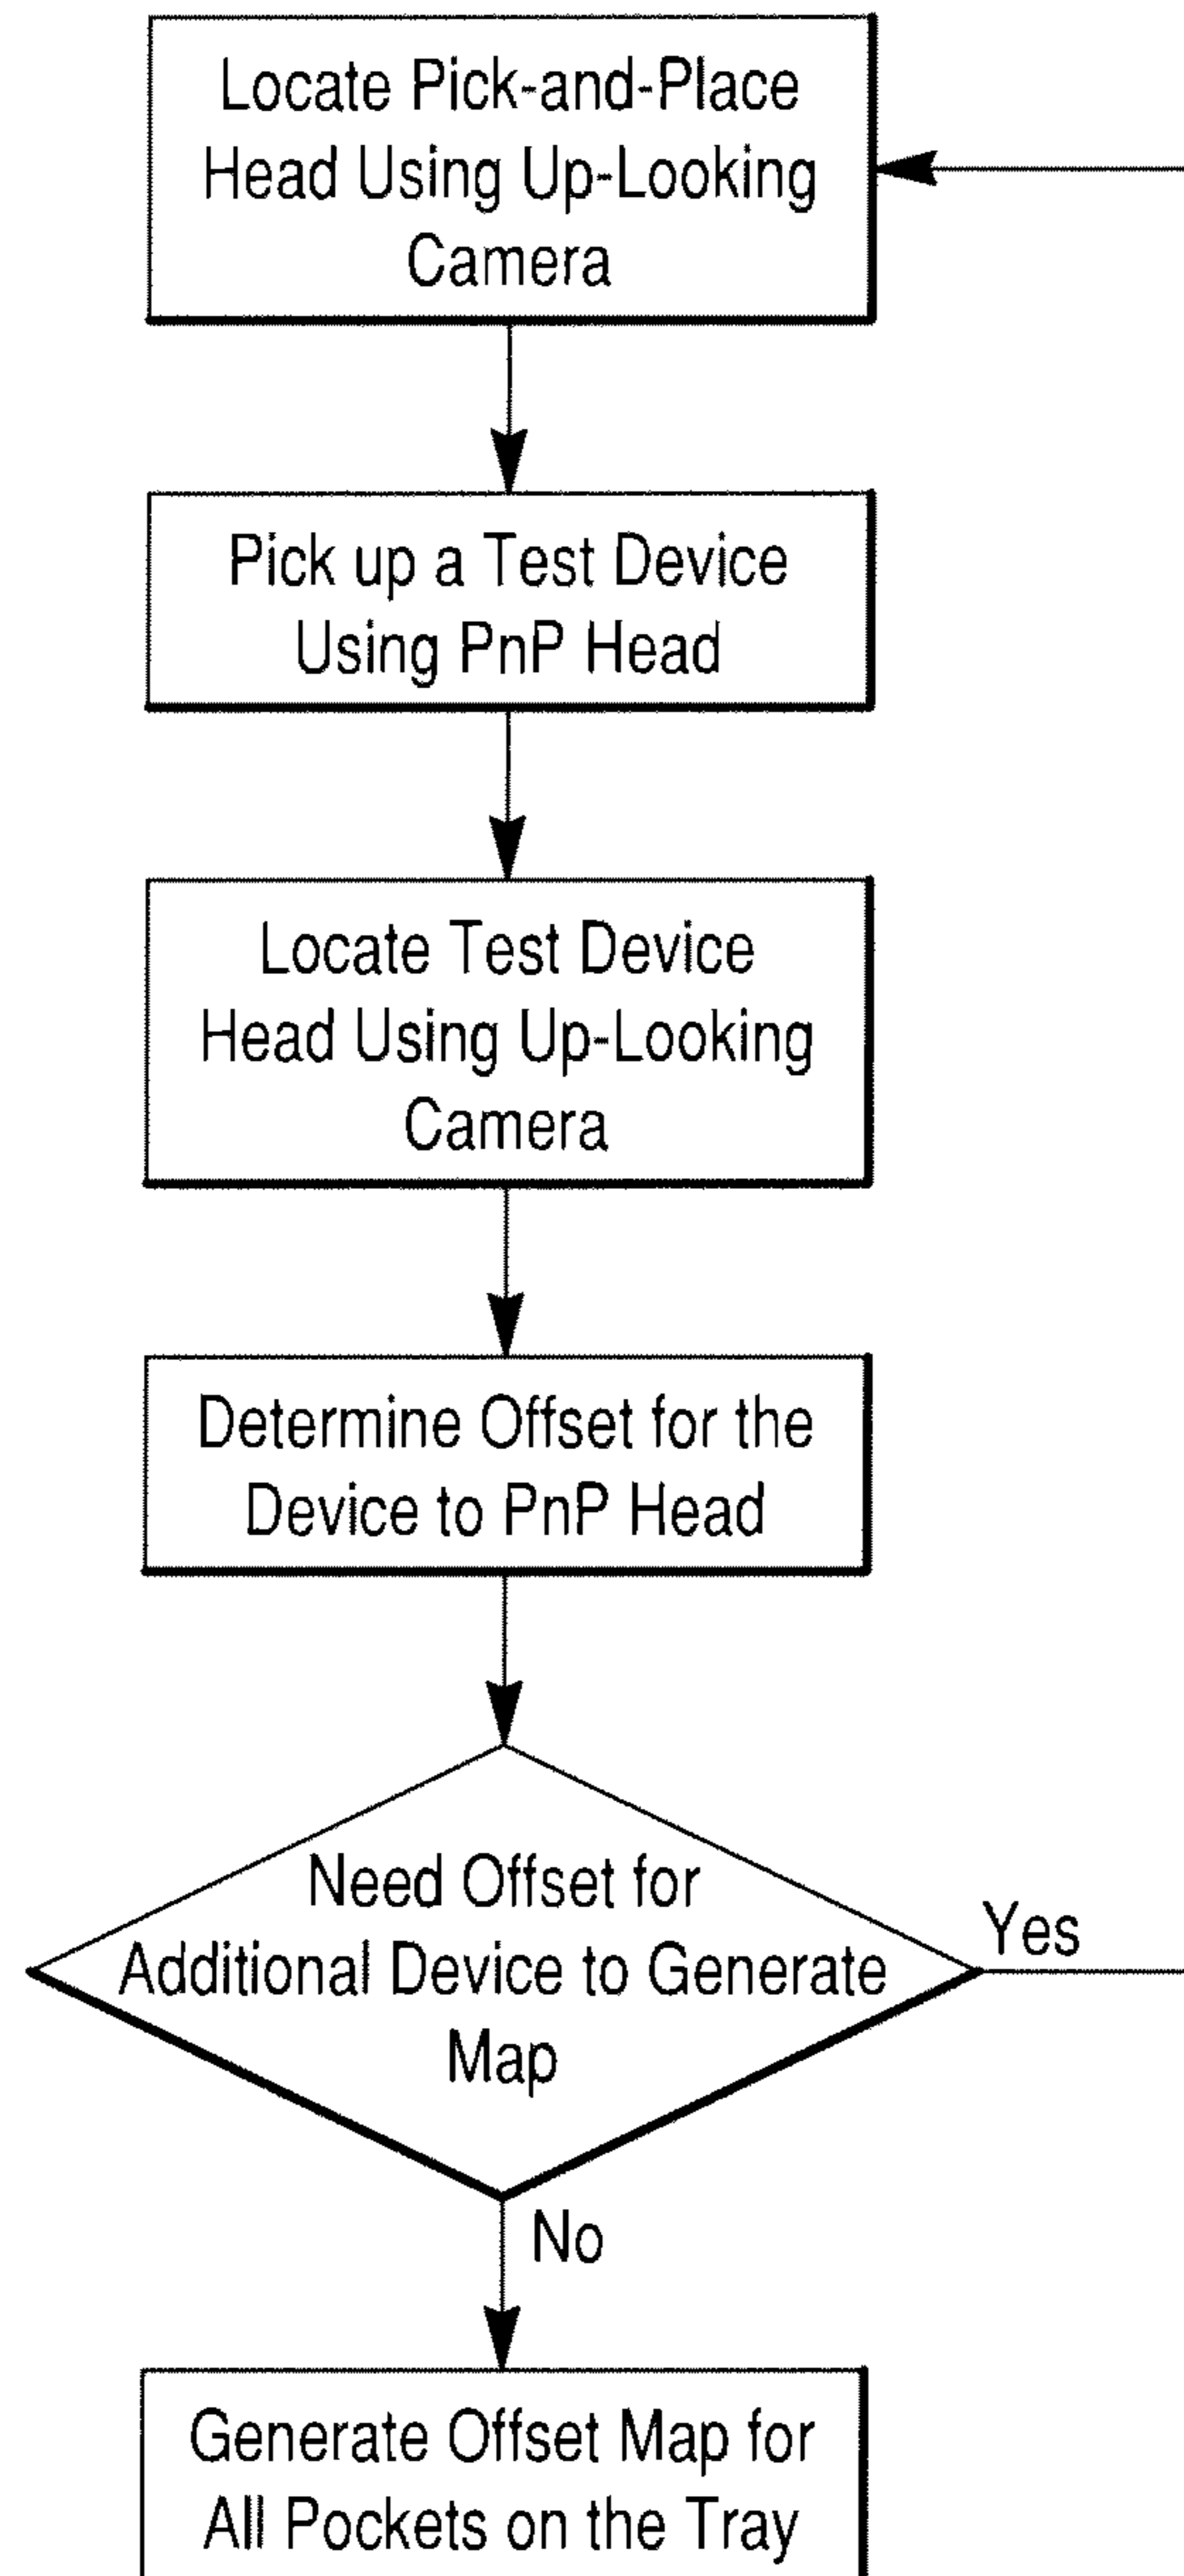 Locate Pick-and-Place
Head Using Up-Looking
Camera
Pick up a Test Device
Using PnP Head
Locate Test Device
Head Using Up-Looking
Camera
Determine Offset for the
Device to PnP Head
Need Offset for
Additional Device to Generate
Map
Yes
No
Generate Offset Map for
All Pockets on the Tray